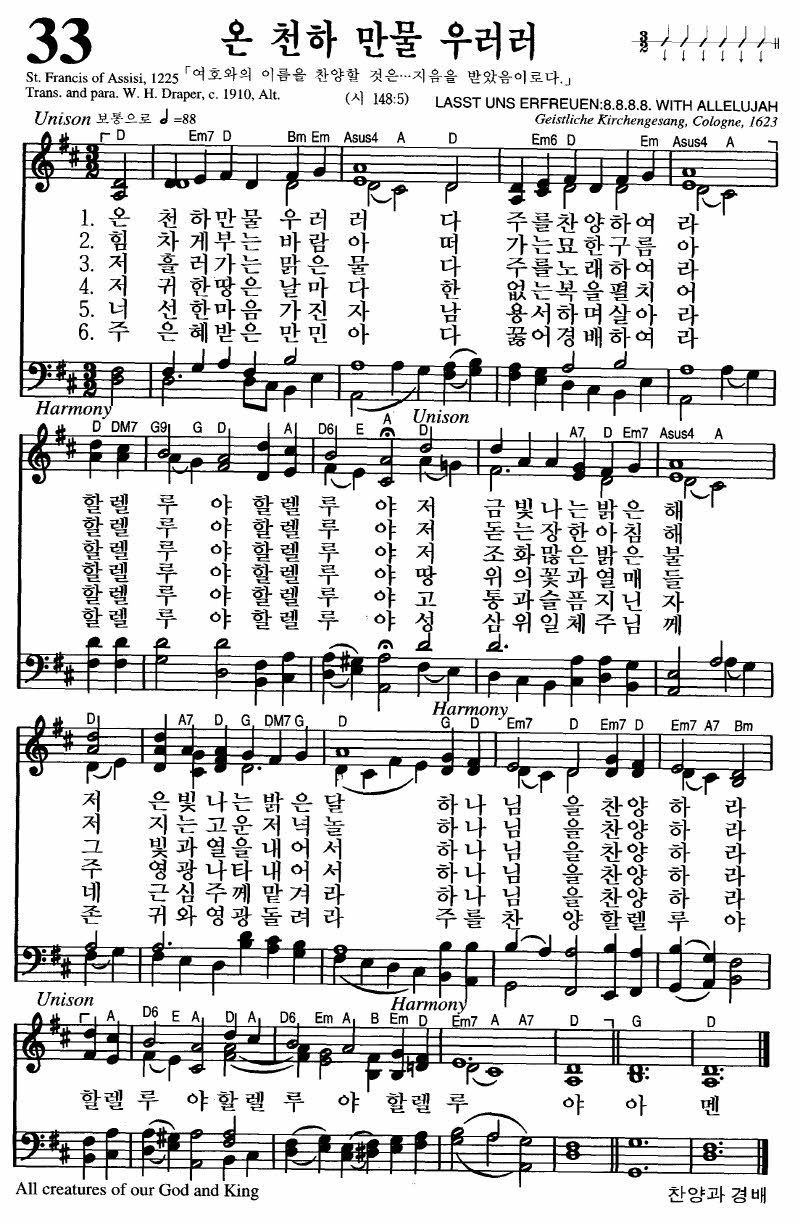 33
온 천하 만물 우러러
St. Francis of Assisi, 1225 「여호와의 이름을 찬양할 것은…지음을 받았음이로다.」
Trans. and para. W. H. Draper, c. 1910, Alt.
(시 148:5)
LASST UNS ERFREUEN:8.8.8.8. WITH ALLELUJAH
Unison 보통으로 =88
Geistliche Kirchengesang, Cologne, 1623
3/2
D Em7 D Bm Em Asus4 A D Em6 D Em Asus4 A
1. 온 천하만물 우러러 다 주를찬양하여 라
2. 힘 차게부는 바람아 떠 가는묘한구름 아
3. 저 흘러가는 맑은물 다 주를노래하여 라
4. 저 귀한땅은 날마다 한 없는복을펼치 어
5. 너 선한마음 가진자 남 용서하며살아 라
6. 주 은혜받은 만민아 다 꿇어경배하여 라
Harmony
Unison
D DM7 G9 G D A D6 E A D A7 D Em7 Asus4 A
할렐루 야할렐루 야저 금빛나는밝은 해
할렐루 야할렐루 야저 돋는장한아침 해
할렐루 야할렐루 야저 조화많은밝은 불
할렐루 야할렐루 야땅 위의꽃과열매 들
할렐루 야할렐루 야고 통과슬픔지닌 자
할렐루 야할렐루 야성 삼위일체주님 께
Harmony
D A7 D G DM7 G D G D Em7 D Em7 D Em7 A7 Bm
저 은빛나는밝은달 하나님 을찬양하 라
저 지는고운저녁놀 하나님 을찬양하 라
그 빛과열을내어서 하나님 을찬양하 라
주 영광나타내어서 하나님 을찬양하 라
네 근심주께맡겨라 하나님 을찬양하 라
존 귀와영광돌려라 주를찬 양할렐루 야
Unison
Harmony
A D6 E A D A D6 Em A B Em D Em7 A A7 D G D
할렐루 야할렐루 야 할렐루 야 아 멘
All creatures of our God and King
찬양과 경배